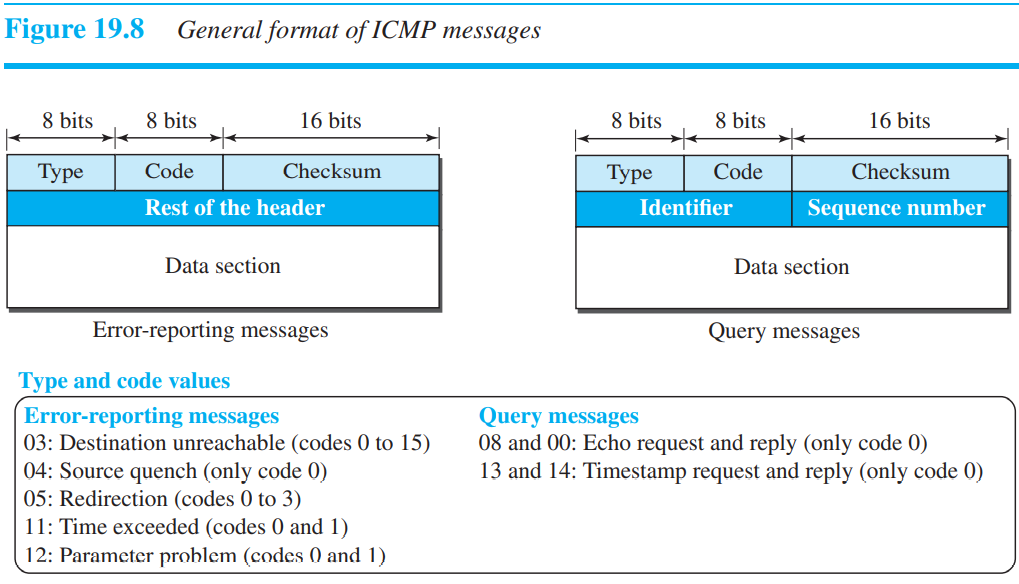 Figure 19.8 General format of ICMP messages
8 bits 8 bits 16 bits
Type Code Checksum
Rest of the header
Data section
Error-reporting messages
8 bits 8 bits 16 bits
Type Code Checksum
Identifier Sequence number
Data section
Query messages
Type and code values
Error-reporting messages
03: Destination unreachable (codes 0 to 15)
04: Source quench (only code 0)
05: Redirection (codes 0 to 3)
11: Time exceeded (codes 0 and 1)
12: Parameter problem (codes 0 and 1)
Query messages
08 and 00: Echo request and reply (only code 0)
13 and 14: Timestamp request and reply (only code 0)